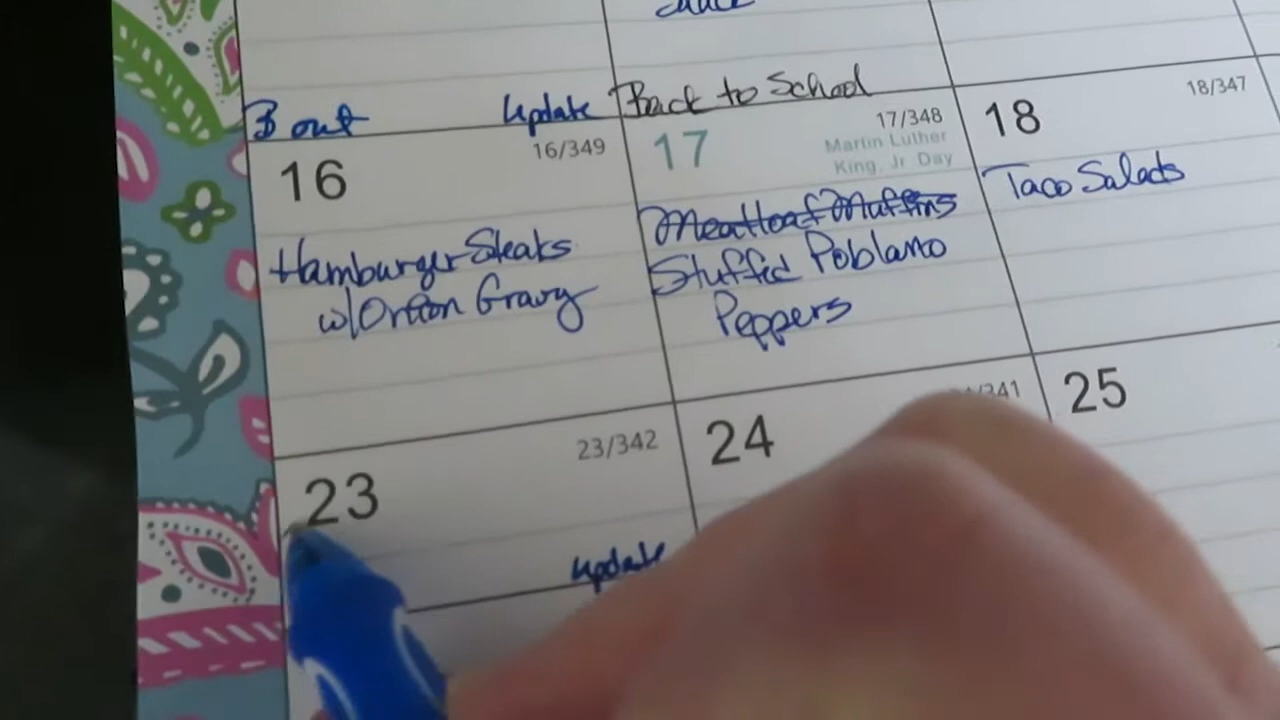 B out
Update
Back to School
16
16/349
17
17/348
Martin Luther
King, Jr. Day
18
18/347
Hamburger Steaks
w/Onion Gravy
Meatloaf Muffins
Stuffed Poblano
Peppers
Taco Salads
23
23/342
24
/341
25
update